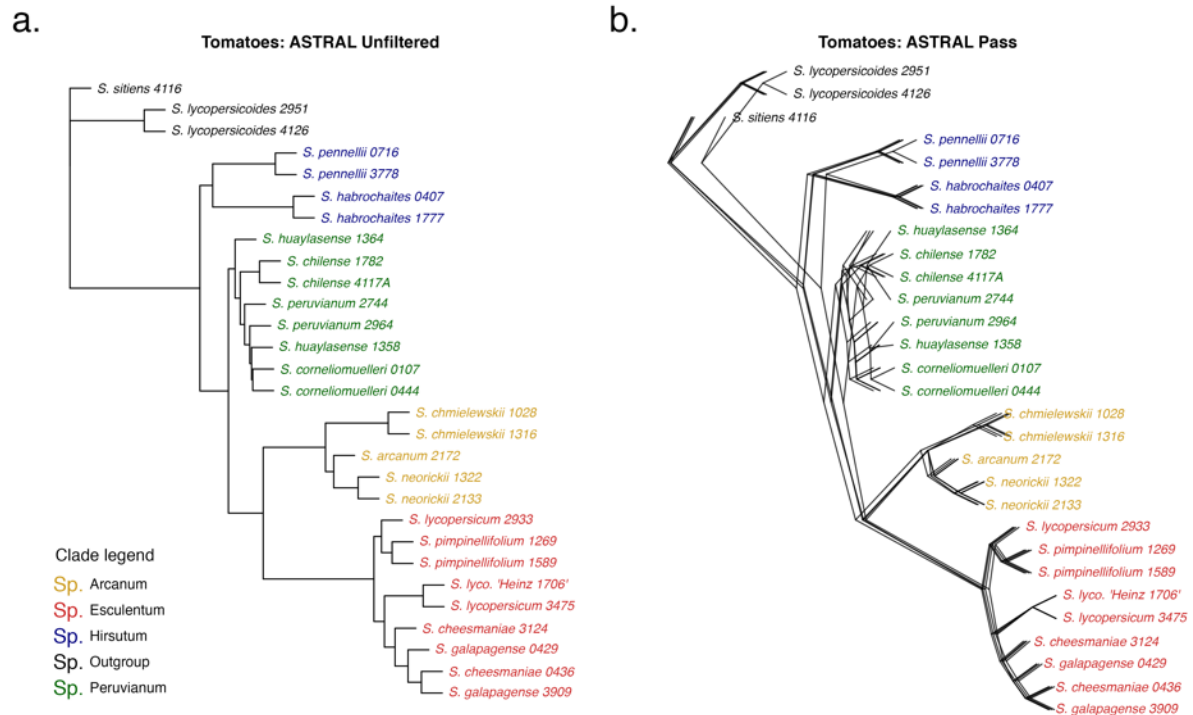 a.
Tomatoes: ASTRAL Unfiltered
S. sitiens 4116
S. lycopersicoides 2951
S. lycopersicoides 4126
S. pennellii 0716
S. pennellii 3778
S. habrochaites 0407
S. habrochaites 1777
S. huaylasense 1364
S. chilense 1782
S. chilense 4117A
S. peruvianum 2744
S. peruvianum 2964
S. huaylasense 1358
S. corneliomuelleri 0107
S. corneliomuelleri 0444
S. chmielewskii 1028
S. chmielewskii 1316
S. arcanum 2172
S. neorickii 1322
S. neorickii 2133
S. lycopersicum 2933
S. pimpinellifolium 1269
S. pimpinellifolium 1589
S. lyco. 'Heinz 1706'
S. lycopersicum 3475
S. cheesmaniae 3124
S. galapagense 0429
S. cheesmaniae 0436
S. galapagense 3909
Clade legend
Sp. Arcanum
Sp. Esculentum
Sp. Hirsutum
Sp. Outgroup
Sp. Peruvianum
b.
Tomatoes: ASTRAL Pass
S. lycopersicoides 2951
S. lycopersicoides 4126
S. sitiens 4116
S. pennellii 0716
S. pennellii 3778
S. habrochaites 0407
S. habrochaites 1777
S. huaylasense 1364
S. chilense 1782
S. chilense 4117A
S. peruvianum 2744
S. peruvianum 2964
S. huaylasense 1358
S. corneliomuelleri 0107
S. corneliomuelleri 0444
S. chmielewskii 1028
S. chmielewskii 1316
S. arcanum 2172
S. neorickii 1322
S. neorickii 2133
S. lycopersicum 2933
S. pimpinellifolium 1269
S. pimpinellifolium 1589
S. lyco. 'Heinz 1706'
S. lycopersicum 3475
S. cheesmaniae 3124
S. galapagense 0429
S. cheesmaniae 0436
S. galapagense 3909